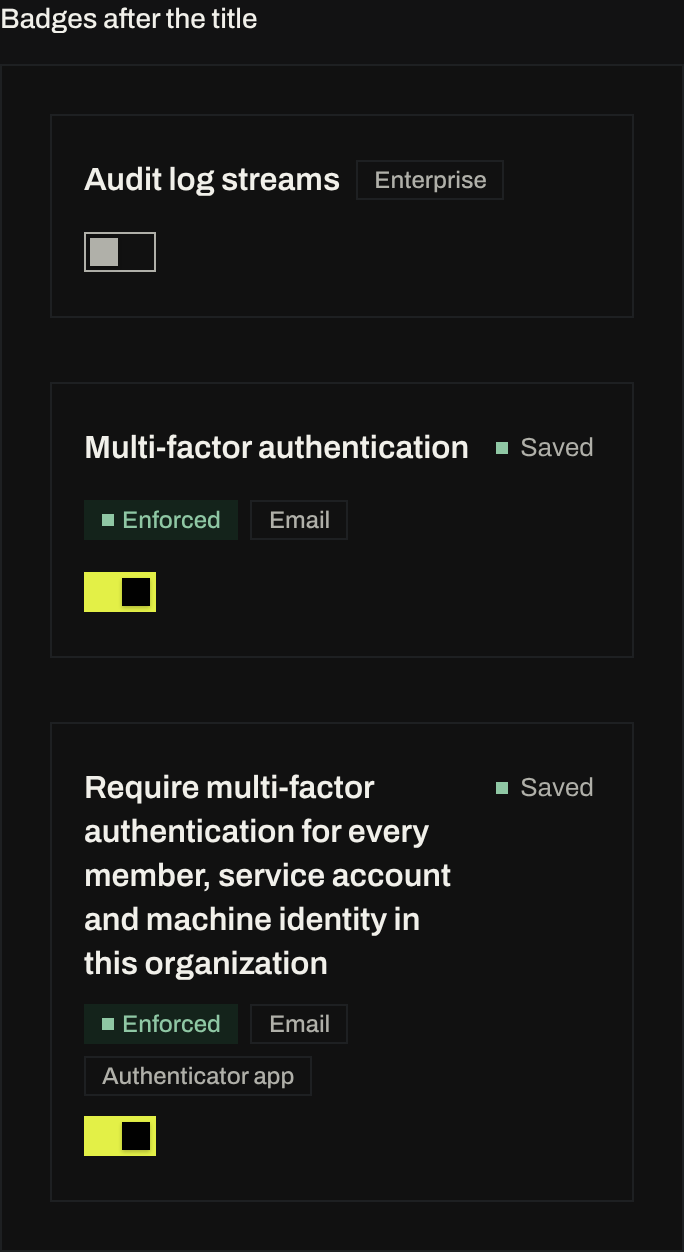 Badges after the title
Audit log streams Enterprise
Multi-factor authentication Saved
Enforced Email
Require multi-factor Saved
authentication for every
member, service account
and machine identity in
this organization
Enforced Email
Authenticator app